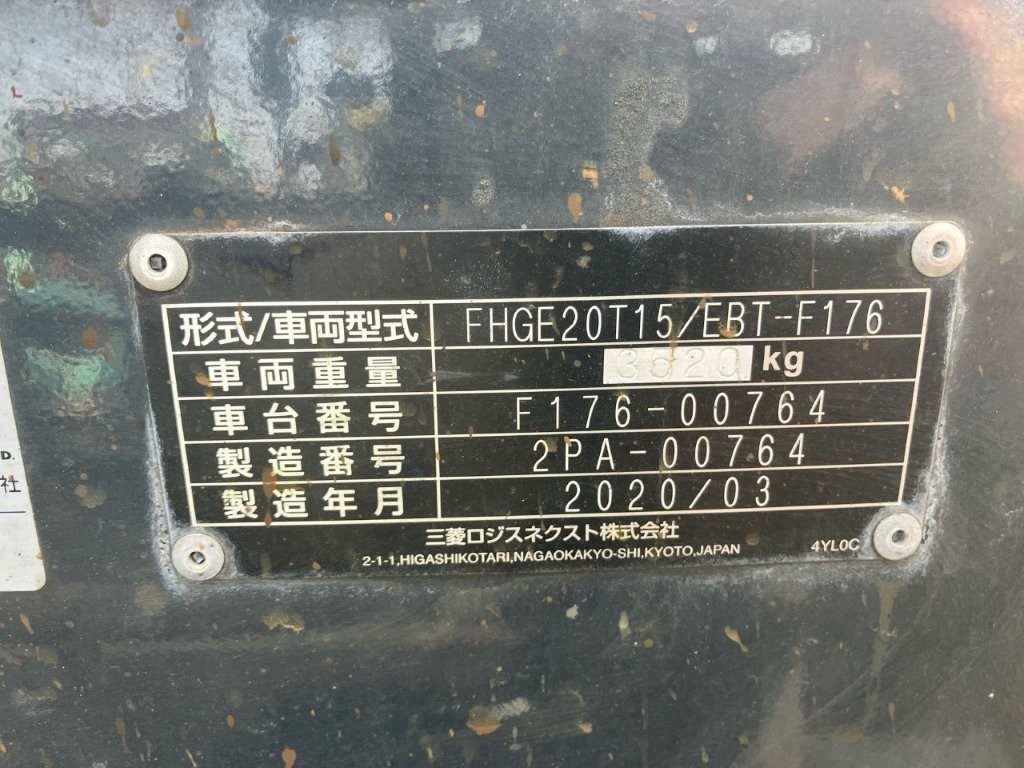 形式/車両型式 FHGE20T15/EBT-F176
車両重量 3620 kg
車台番号 F176-00764
製造番号 2PA-00764
製造年月 2020/03
三菱ロジスネクスト株式会社
2-1-1,HIGASHIKOTARI,NAGAOKAKYO-SHI,KYOTO,JAPAN 4YL0C
D.
社